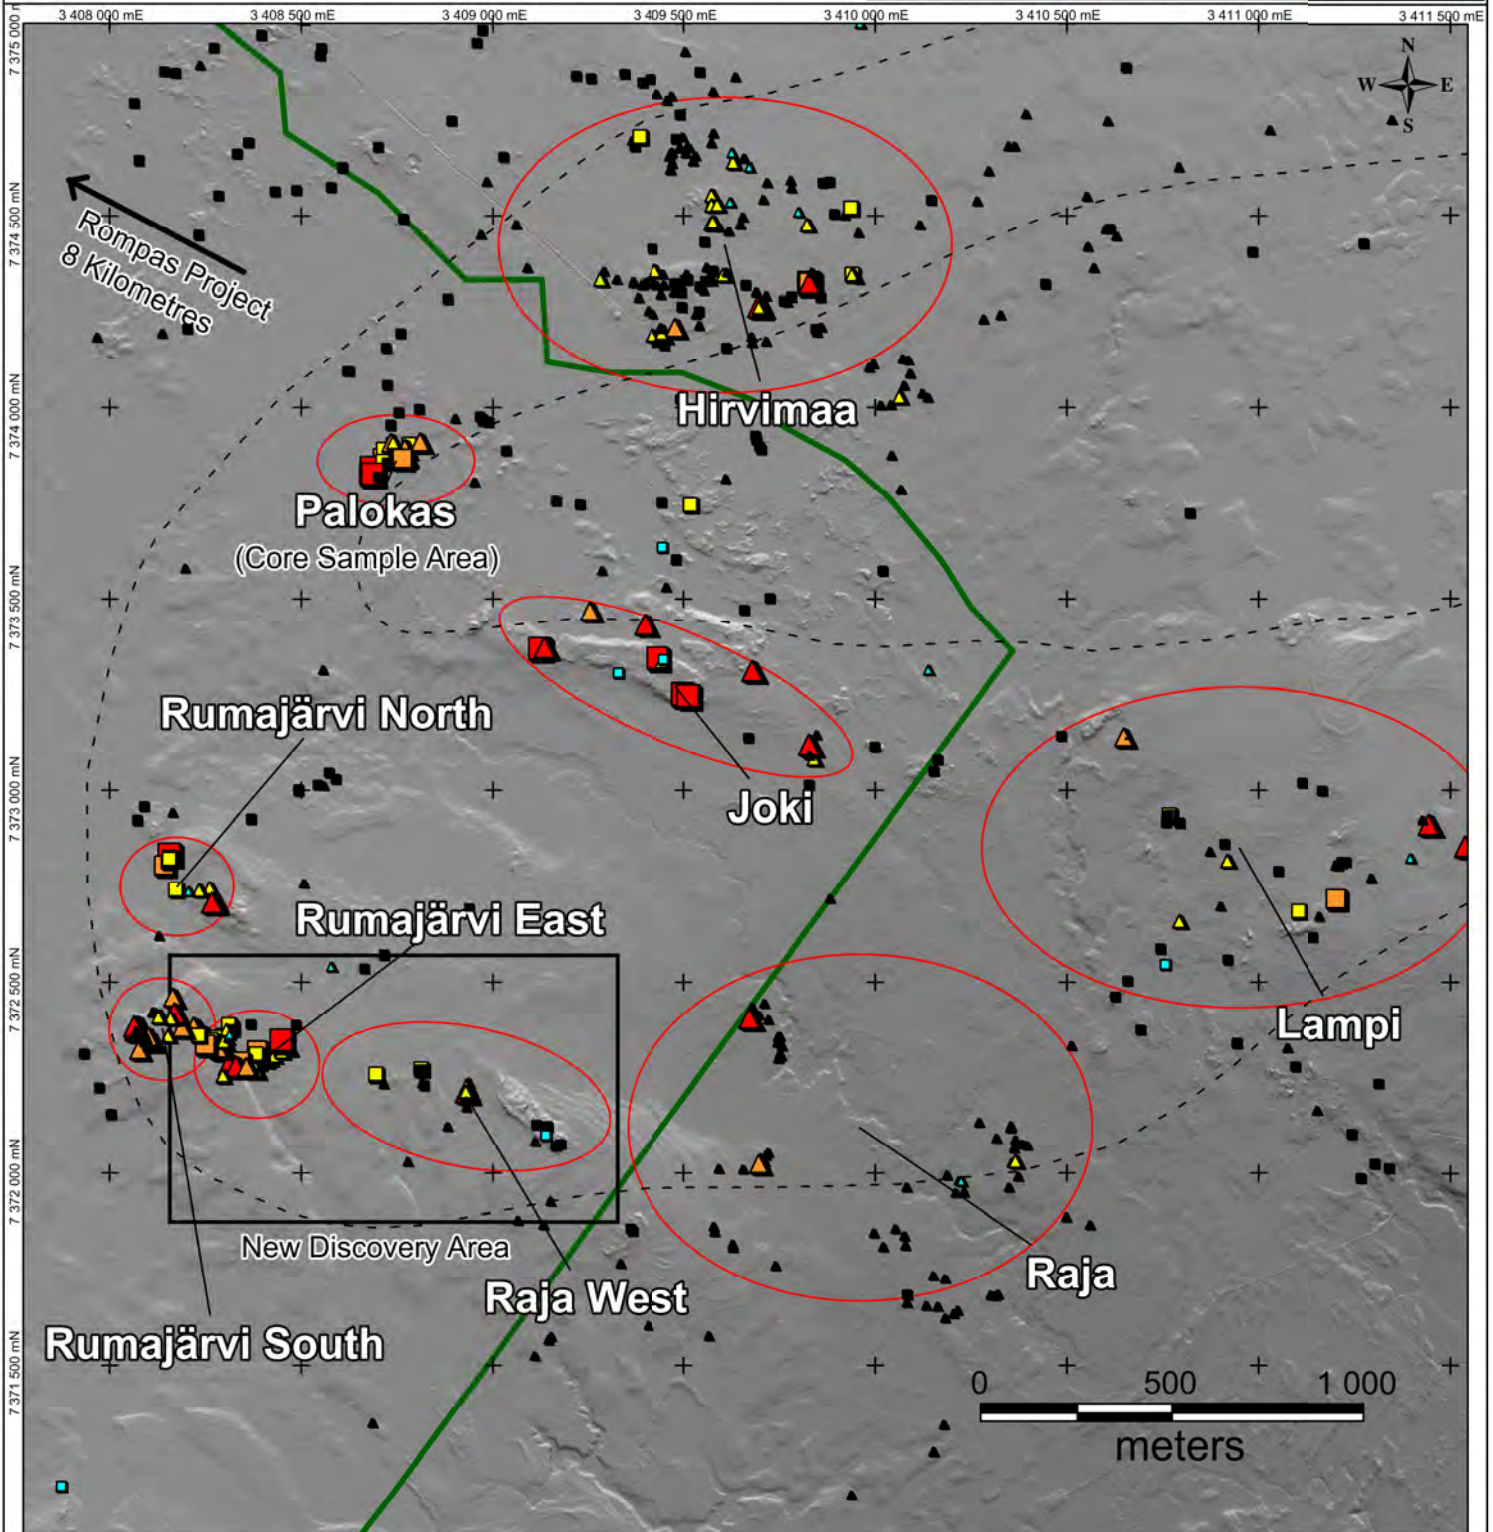 3 408 000 mE
3 408 500 mE
3 409 000 mE
3 409 500 mE
3 410 000 mE
3 410 500 mE
3 411 000 mE
3 411 500 mE
7 375 000
N
W
E
S
7 374 500 mN
Rompas Project
8 Kilometres
7 374 000 mN
Hirvimaa
Palokas
(Core Sample Area)
7 373 500 mN
Rumajärvi North
7 373 000 mN
Joki
Rumajärvi East
7 372 500 mN
Lampi
7 372 000 mN
New Discovery Area
Raja
Raja West
Rumajärvi South
7 371 500 mN
0 500 1 000
meters